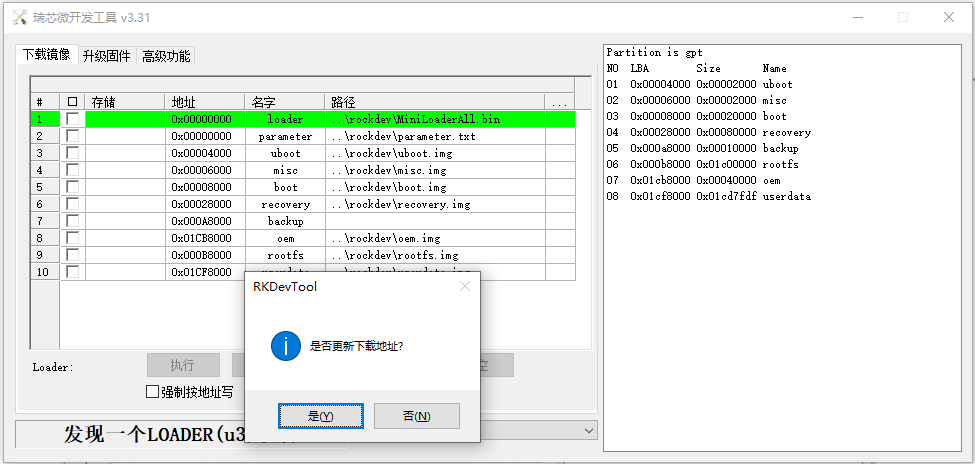 瑞芯微开发工具 v3.31
下载镜像 升级固件 高级功能
# 存储 地址 名字 路径 ...
1 0x00000000 loader ..\rockdev\MiniLoaderAll.bin
2 0x00000000 parameter ..\rockdev\parameter.txt
3 0x00004000 uboot ..\rockdev\uboot.img
4 0x00006000 misc ..\rockdev\misc.img
5 0x00008000 boot ..\rockdev\boot.img
6 0x00028000 recovery ..\rockdev\recovery.img
7 0x000A8000 backup
8 0x01CB8000 oem ..\rockdev\oem.img
9 0x000B8000 rootfs ..\rockdev\rootfs.img
10 0x01CF8000
RKDevTool
是否更新下载地址?
是(Y) 否(N)
Loader: 执行 空
强制按地址写
发现一个LOADER(u3
Partition is gpt
NO LBA Size Name
01 0x00004000 0x00002000 uboot
02 0x00006000 0x00002000 misc
03 0x00008000 0x00020000 boot
04 0x00028000 0x00080000 recovery
05 0x000a8000 0x00010000 backup
06 0x000b8000 0x01c00000 rootfs
07 0x01cb8000 0x00040000 oem
08 0x01cf8000 0x01cd7fdf userdata